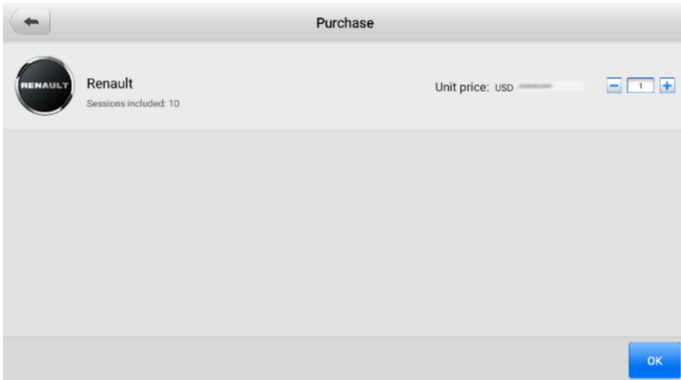 Purchase
RENAULT
Renault
Sessions included: 10
Unit price: USD
1
OK